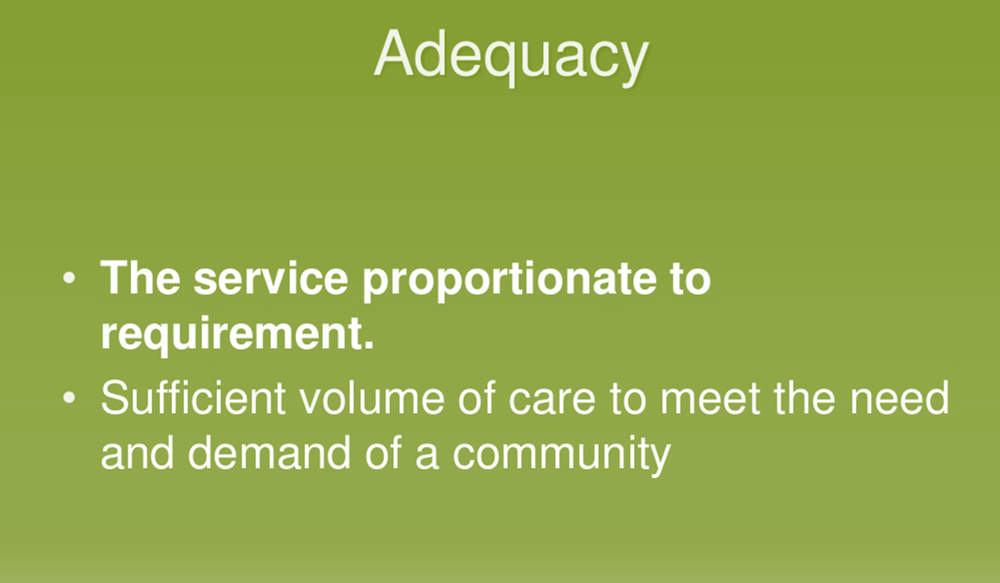 Adequacy
• The service proportionate to
requirement.
• Sufficient volume of care to meet the need
and demand of a community